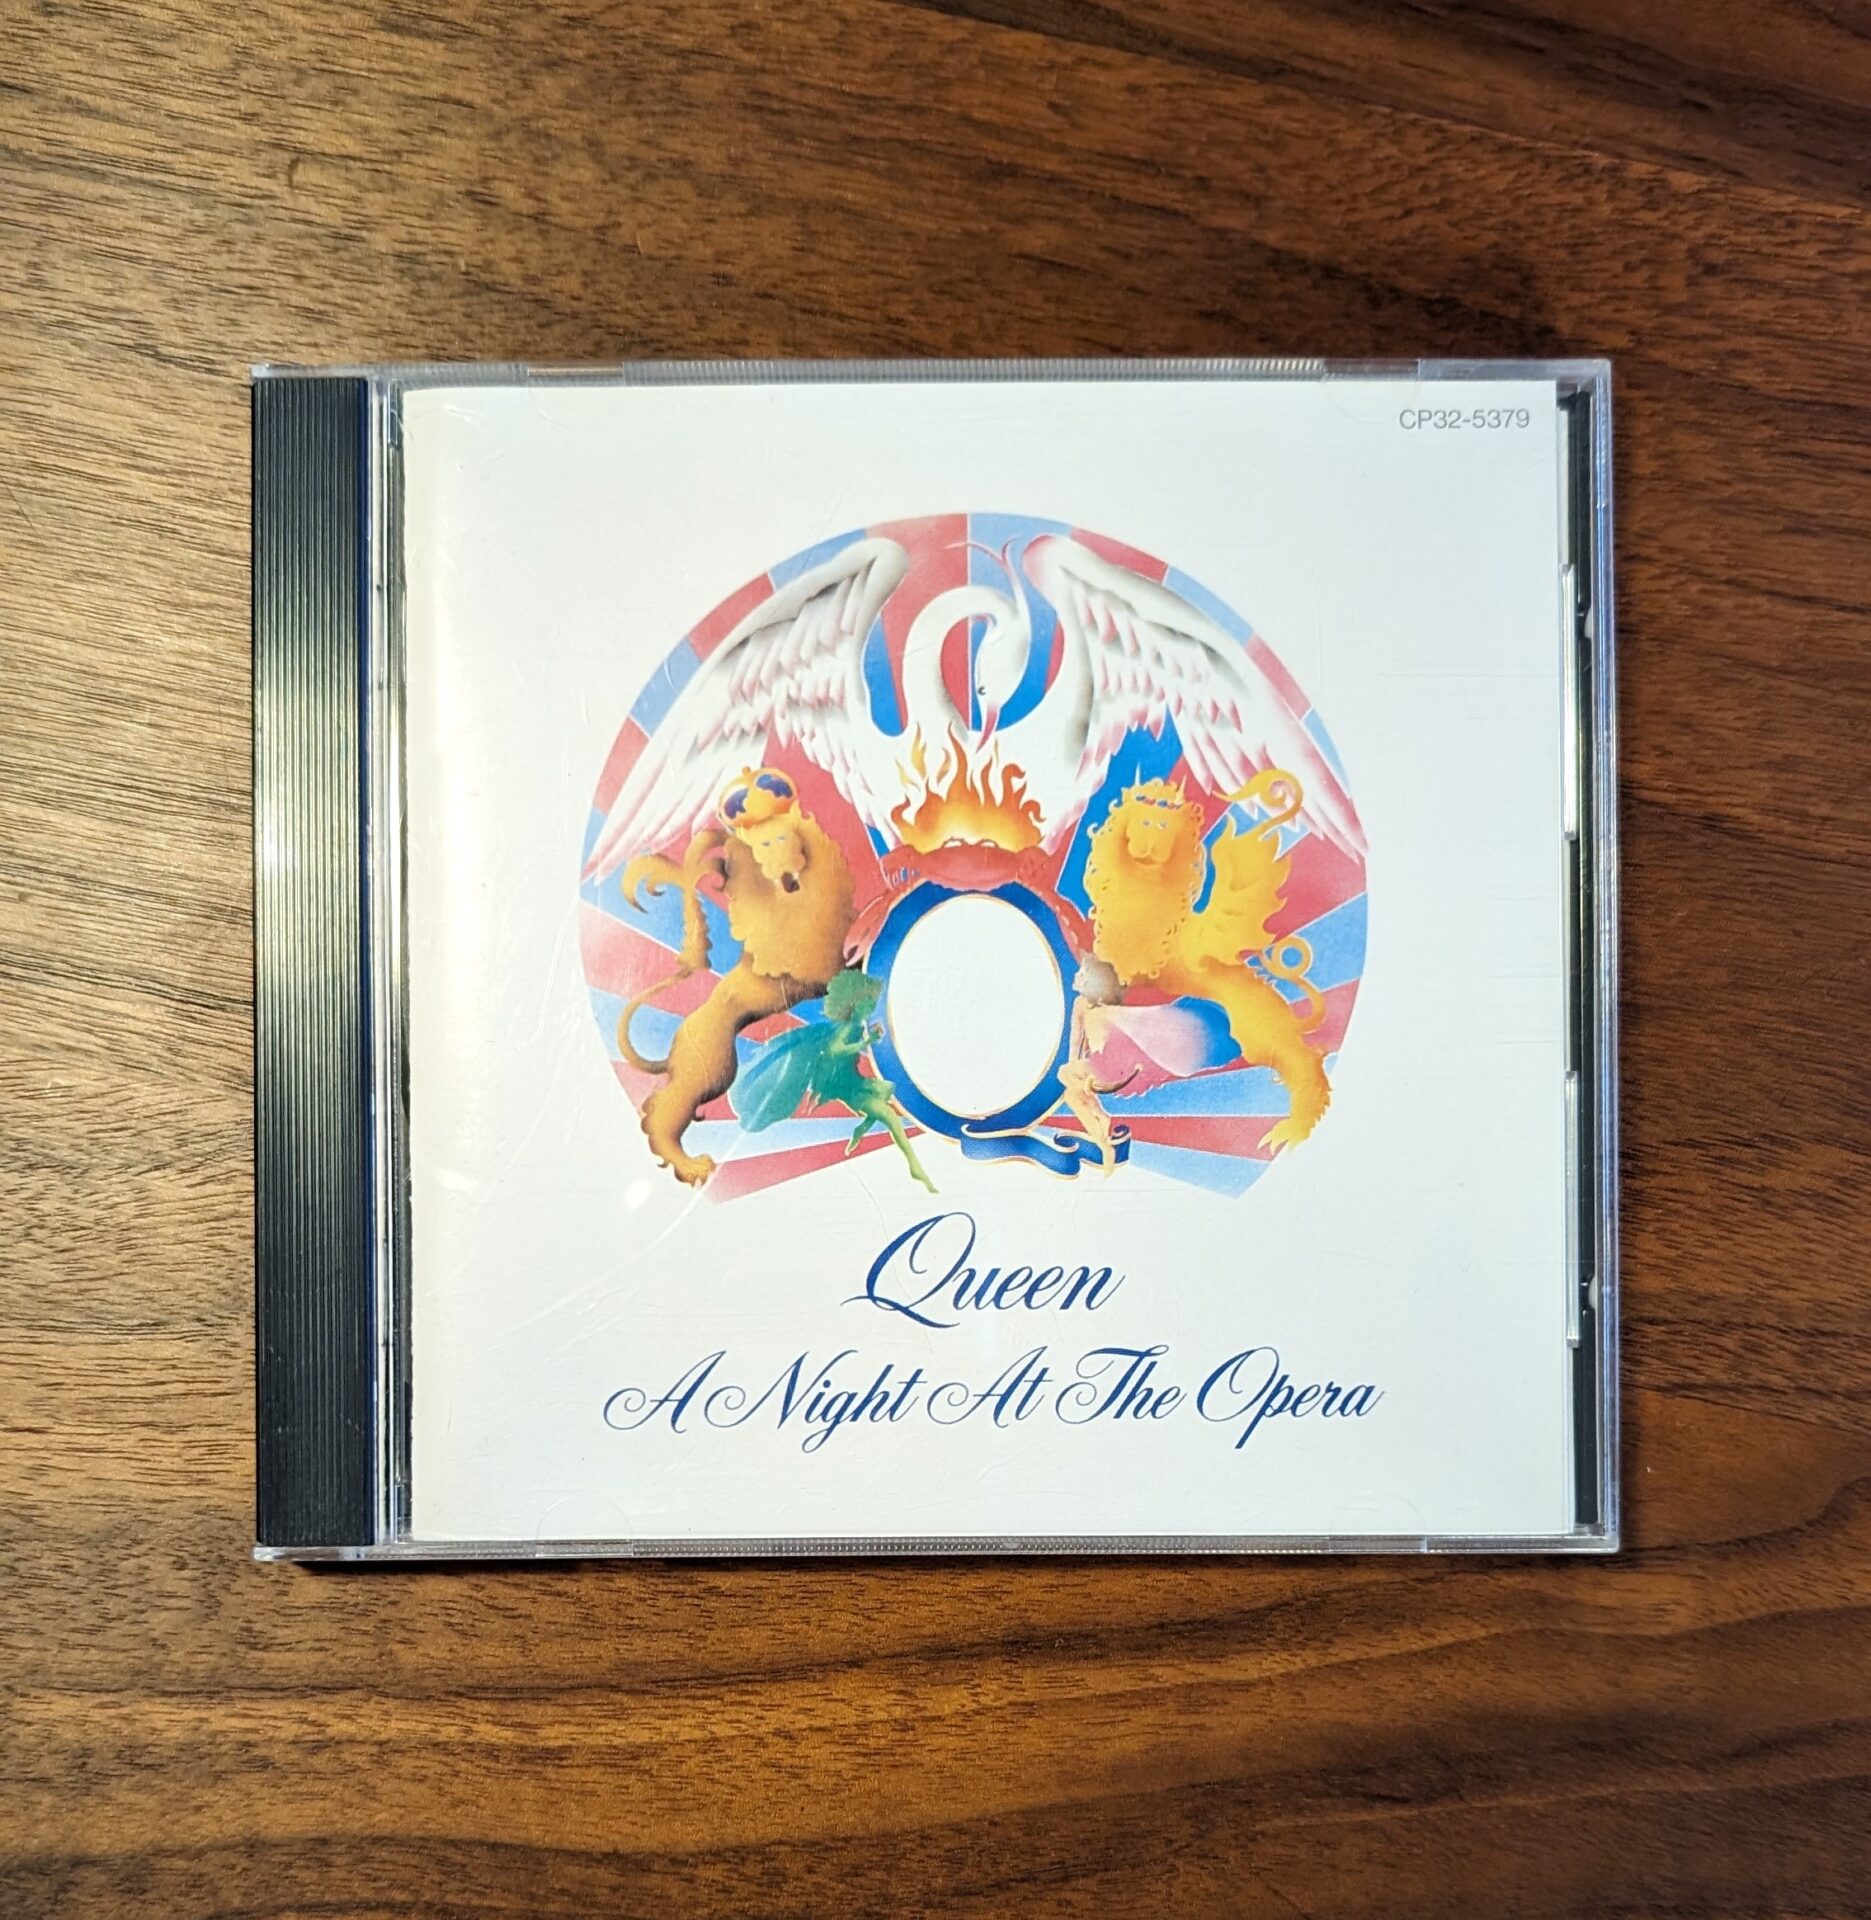 CP32-5379
Queen
A Night At The Opera